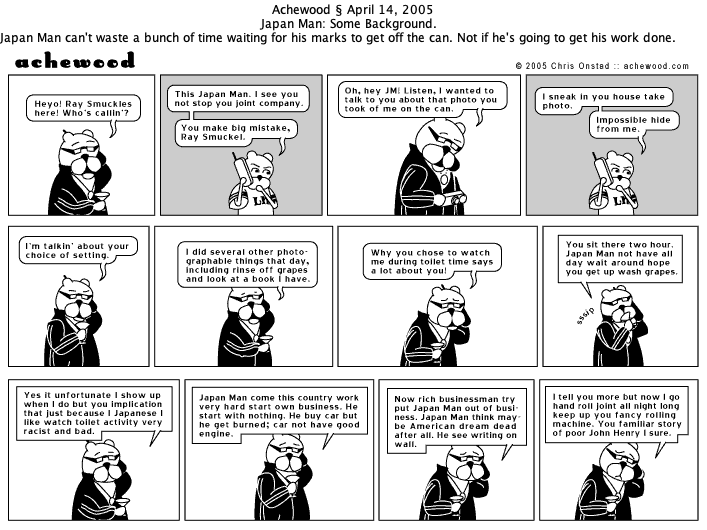 Achewood § April 14, 2005
Japan Man: Some Background.
Japan Man can't waste a bunch of time waiting for his marks to get off the can. Not if he's going to get his work done.
achewood
© 2005 Chris Onstad :: achewood.com
Heyo! Ray Smuckles
here! Who's callin'?
This Japan Man. I see you
not stop you joint company.
You make big mistake,
Ray Smuckel.
Oh, hey JM! Listen, I wanted to
talk to you about that photo you
took of me on the can.
I sneak in you house take
photo.
Impossible hide
from me.
I'm talkin' about your
choice of setting.
I did several other photo-
graphable things that day,
including rinse off grapes
and look at a book I have.
Why you chose to watch
me during toilet time says
a lot about you!
You sit there two hour.
Japan Man not have all
day wait around hope
you get up wash grapes.
sssip
Yes it unfortunate I show up
when I do but you implication
that just because I Japanese I
like watch toilet activity very
racist and bad.
Japan Man come this country work
very hard start own business. He
start with nothing. He buy car but
he get burned; car not have good
engine.
Now rich businessman try
put Japan Man out of busi-
ness. Japan Man think may-
be American dream dead
after all. He see writing on
wall.
I tell you more but now I go
hand roll joint all night long
keep up you fancy rolling
machine. You familiar story
of poor John Henry I sure.